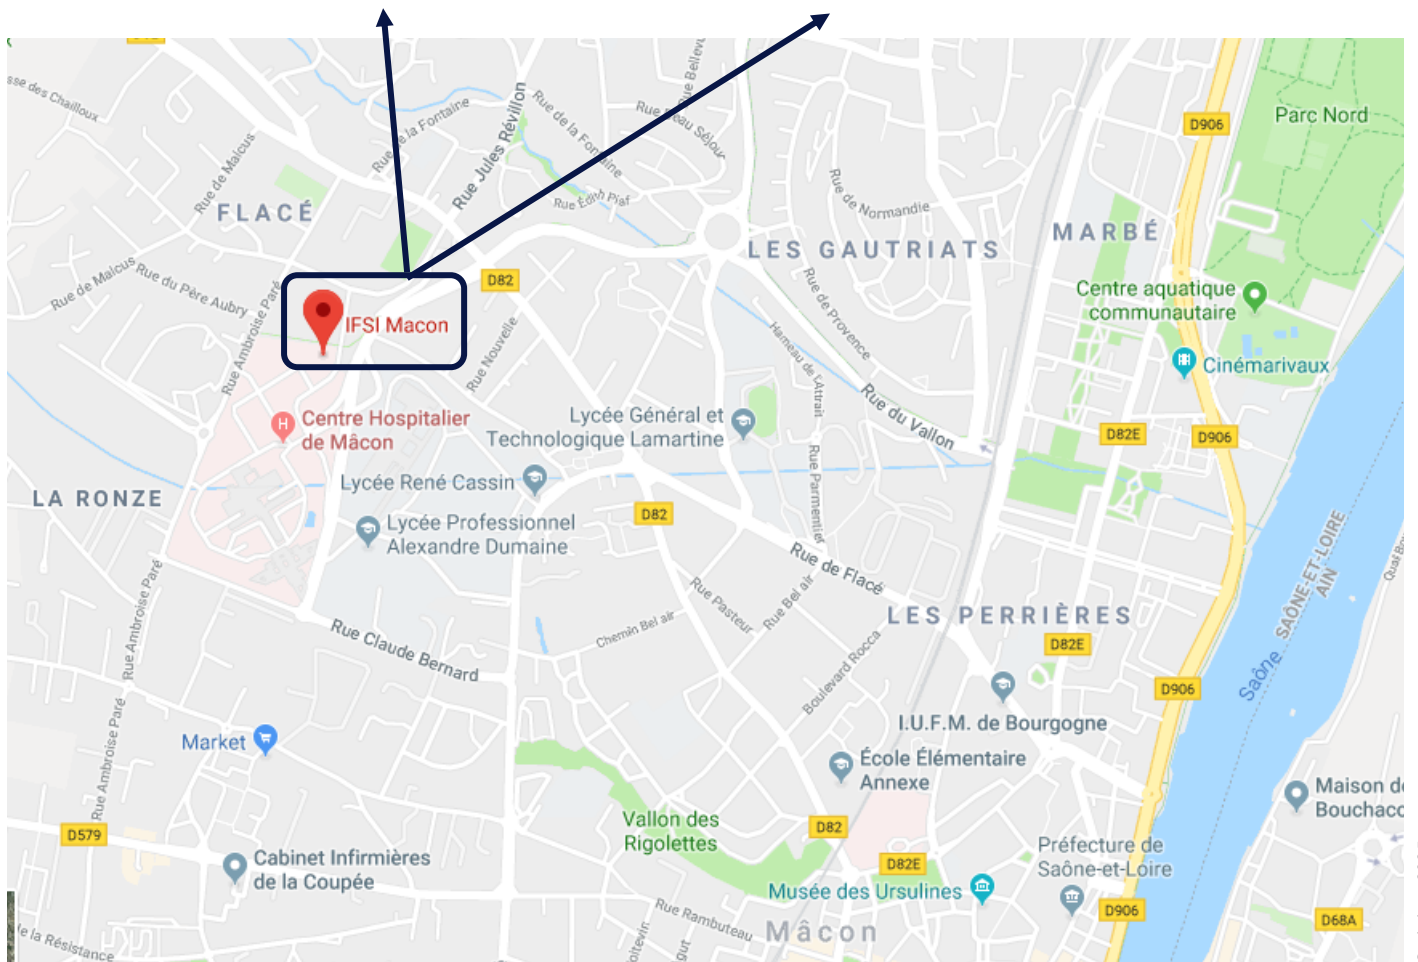 D906
Parc Nord
sse des Chailloux
Rue de la Fontaine
Rue Jules Révillon
Rue de la Fontaine
Rue Beau Séjour
Rue Bellevu
Rue de Malcus
FLACÉ
Rue Édith Piaf
Rue de Normandie
LES GAUTRIATS
MARBÉ
Rue de Malcus
Rue du Père Aubry
Rue Ambroise Paré
D82
Rue de Provence
Centre aquatique
communautaire
IFSI Macon
Rue Nouvelle
Hameau de l'Attrait
Cinémarivaux
Centre Hospitalier
de Mâcon
Lycée Général et
Technologique Lamartine
Rue du Vallon
D82E
D906
Rue Parmentier
Lycée René Cassin
LA RONZE
Lycée Professionnel
Alexandre Dumaine
D82
Rue de Flacé
SAÔNE-ET-LOIRE
AIN
Quai Bo
Rue Ambroise Paré
Rue Pasteur
Rue Bel air
Chemin Bel air
LES PERRIÈRES
Rue Claude Bernard
Boulevard Rocca
D82E
Saône
D906
I.U.F.M. de Bourgogne
Market
Rue Ambroise Paré
École Élémentaire
Annexe
Maison de
Bouchaco
D579
Vallon des
Rigolettes
D82
Cabinet Infirmières
de la Coupée
D82E
Préfecture de
Saône-et-Loire
Musée des Ursulines
D906
D68A
Rue Rambuteau
Mâcon
e la Résistance